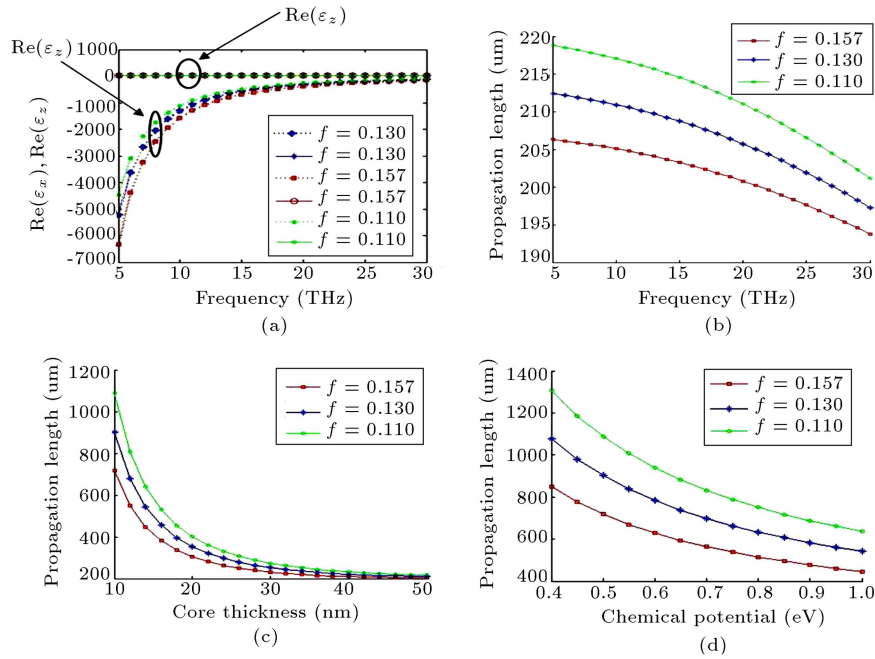 Re(ε_z)
Re(ε_z)
Re(ε_x), Re(ε_z)
1000
0
-1000
-2000
-3000
-4000
-5000
-6000
-7000
f = 0.130
f = 0.130
f = 0.157
f = 0.157
f = 0.110
f = 0.110
5 10 15 20 25 30
Frequency (THz)
(a)
Propagation length (um)
220
215
210
205
200
195
190
f = 0.157
f = 0.130
f = 0.110
5 10 15 20 25 30
Frequency (THz)
(b)
Propagation length (um)
1200
1000
800
600
400
200
f = 0.157
f = 0.130
f = 0.110
10 20 30 40 50
Core thickness (nm)
(c)
Propagation length (um)
1400
1200
1000
800
600
400
f = 0.157
f = 0.130
f = 0.110
0.4 0.5 0.6 0.7 0.8 0.9 1.0
Chemical potential (eV)
(d)